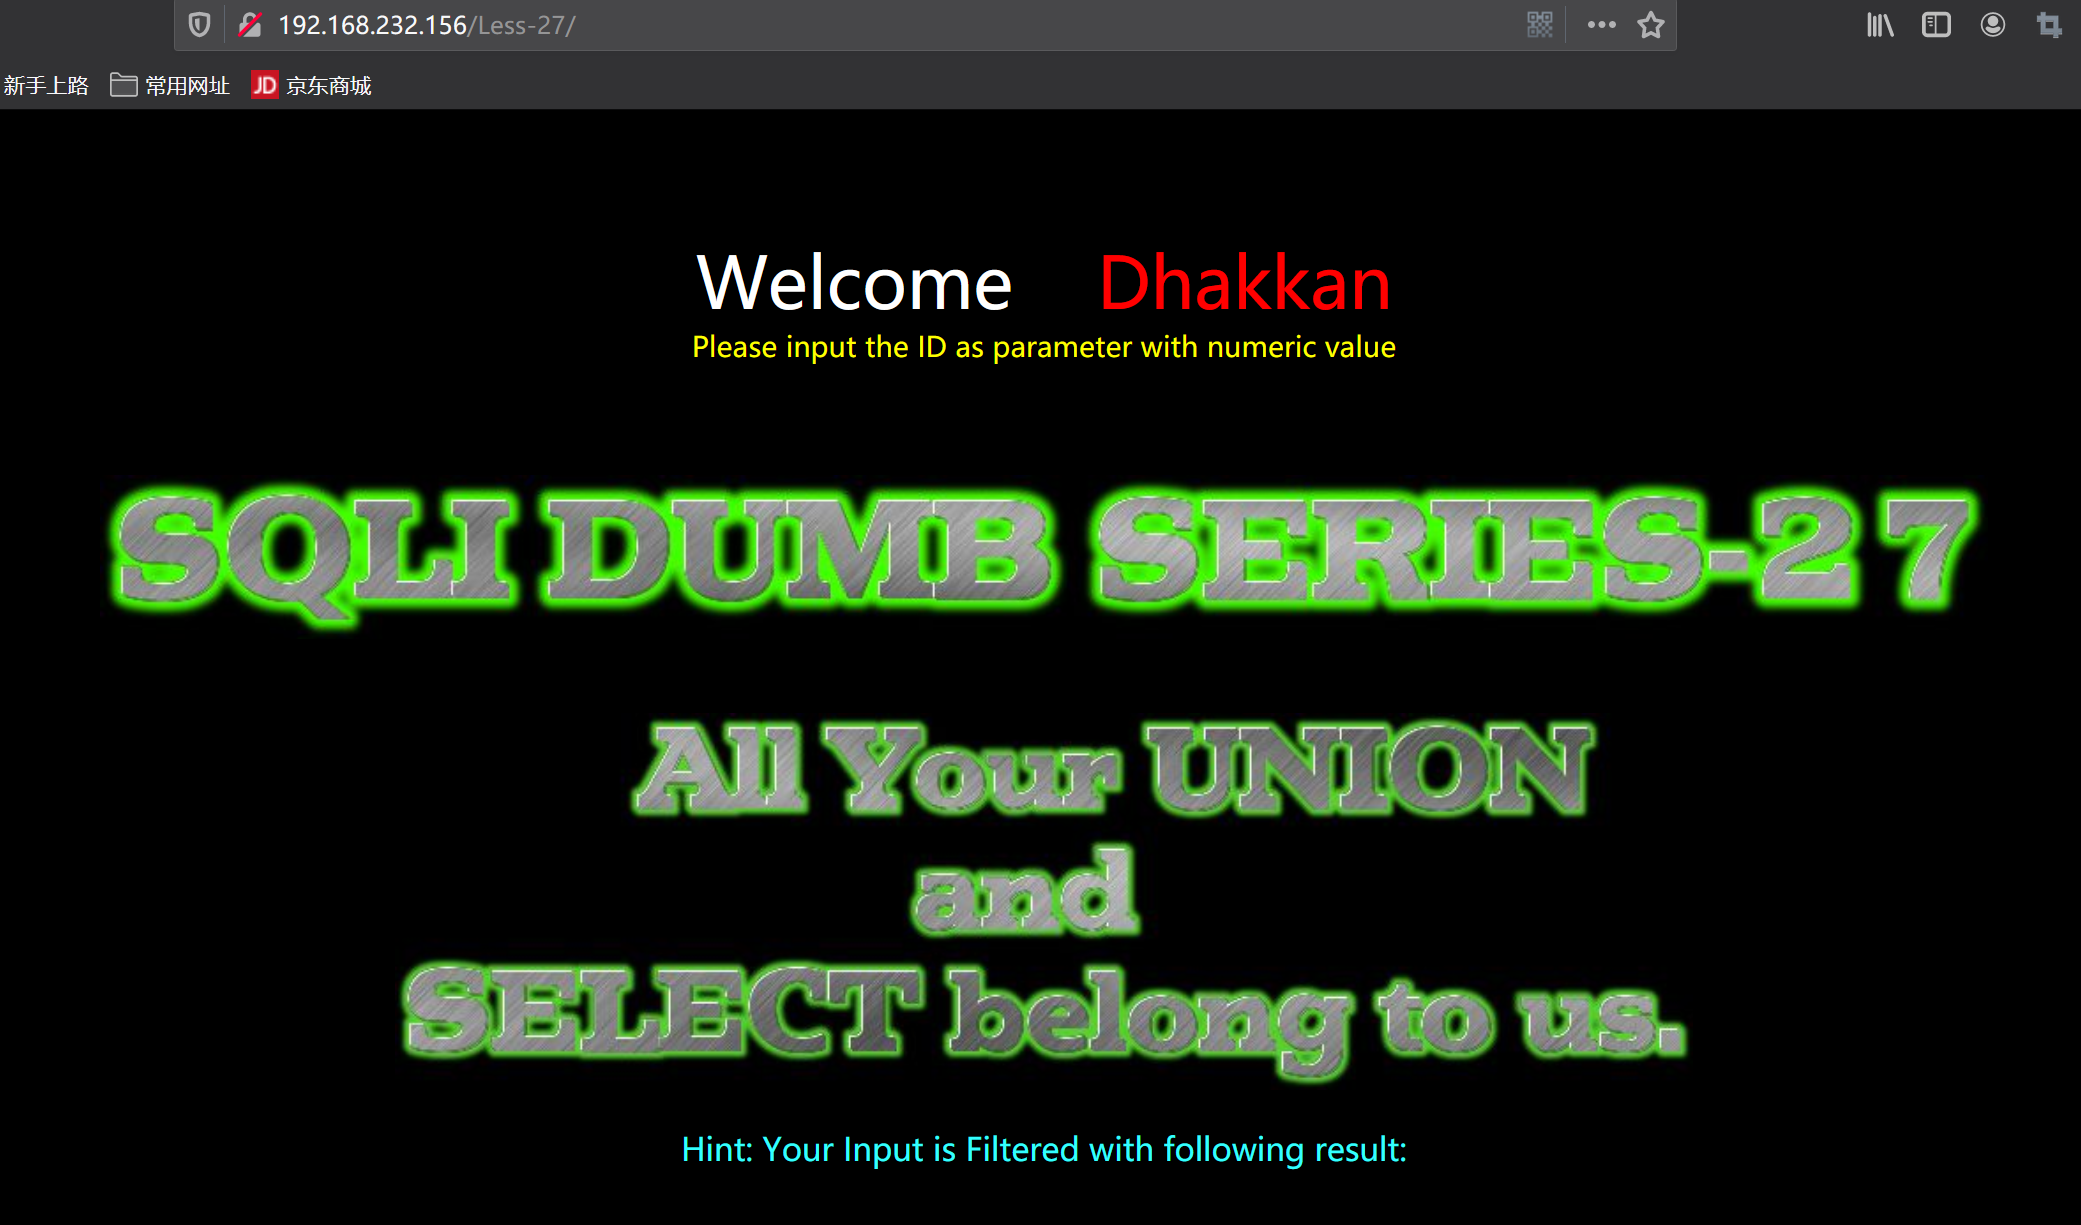 192.168.232.156/Less-27/
新手上路 常用网址 JD 京东商城
Welcome Dhakkan
Please input the ID as parameter with numeric value
SQLI DUMB SERIES-27
All Your UNION
and
SELECT belong to us.
Hint: Your Input is Filtered with following result: